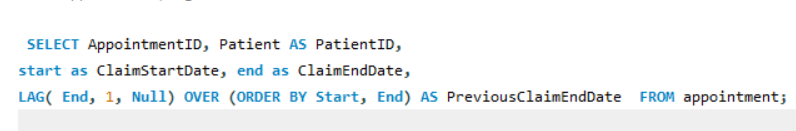 SELECT AppointmentID, Patient AS PatientID,
start as ClaimStartDate, end as ClaimEndDate,
LAG( End, 1, Null) OVER (ORDER BY Start, End) AS PreviousClaimEndDate  FROM appointment;